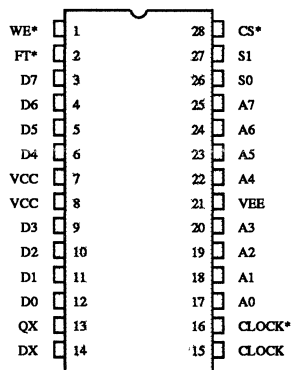 WE* 1 28 CS*
FT* 2 27 S1
D7 3 26 S0
D6 4 25 A7
D5 5 24 A6
D4 6 23 A5
VCC 7 22 A4
VCC 8 21 VEE
D3 9 20 A3
D2 10 19 A2
D1 11 18 A1
D0 12 17 A0
QX 13 16 CLOCK*
DX 14 15 CLOCK